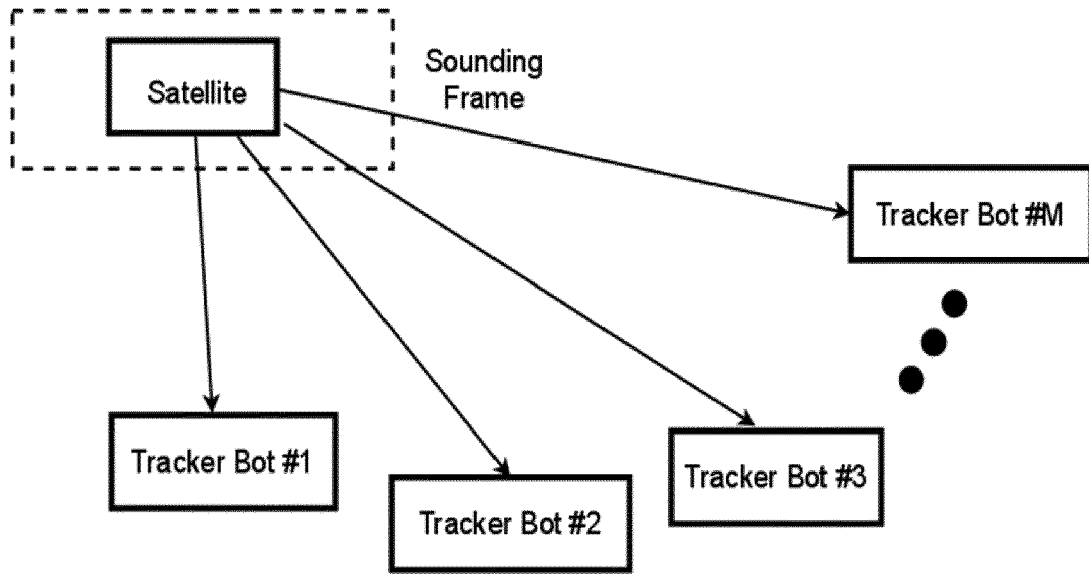 Satellite
Sounding
Frame
Tracker Bot #M
Tracker Bot #1
Tracker Bot #2
Tracker Bot #3